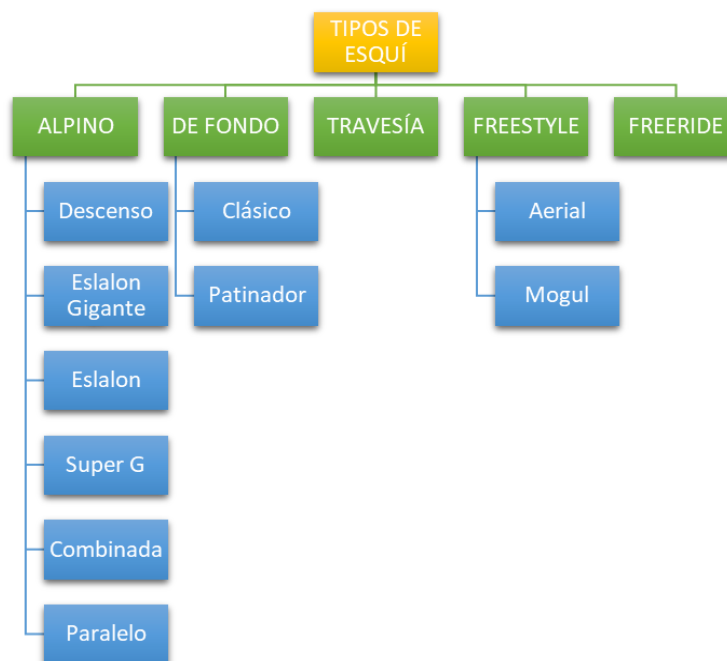 TIPOS DE
ESQUÍ
ALPINO
DE FONDO
TRAVESÍA
FREESTYLE
FREERIDE
Descenso
Eslalon
Gigante
Eslalon
Super G
Combinada
Paralelo
Clásico
Patinador
Aerial
Mogul